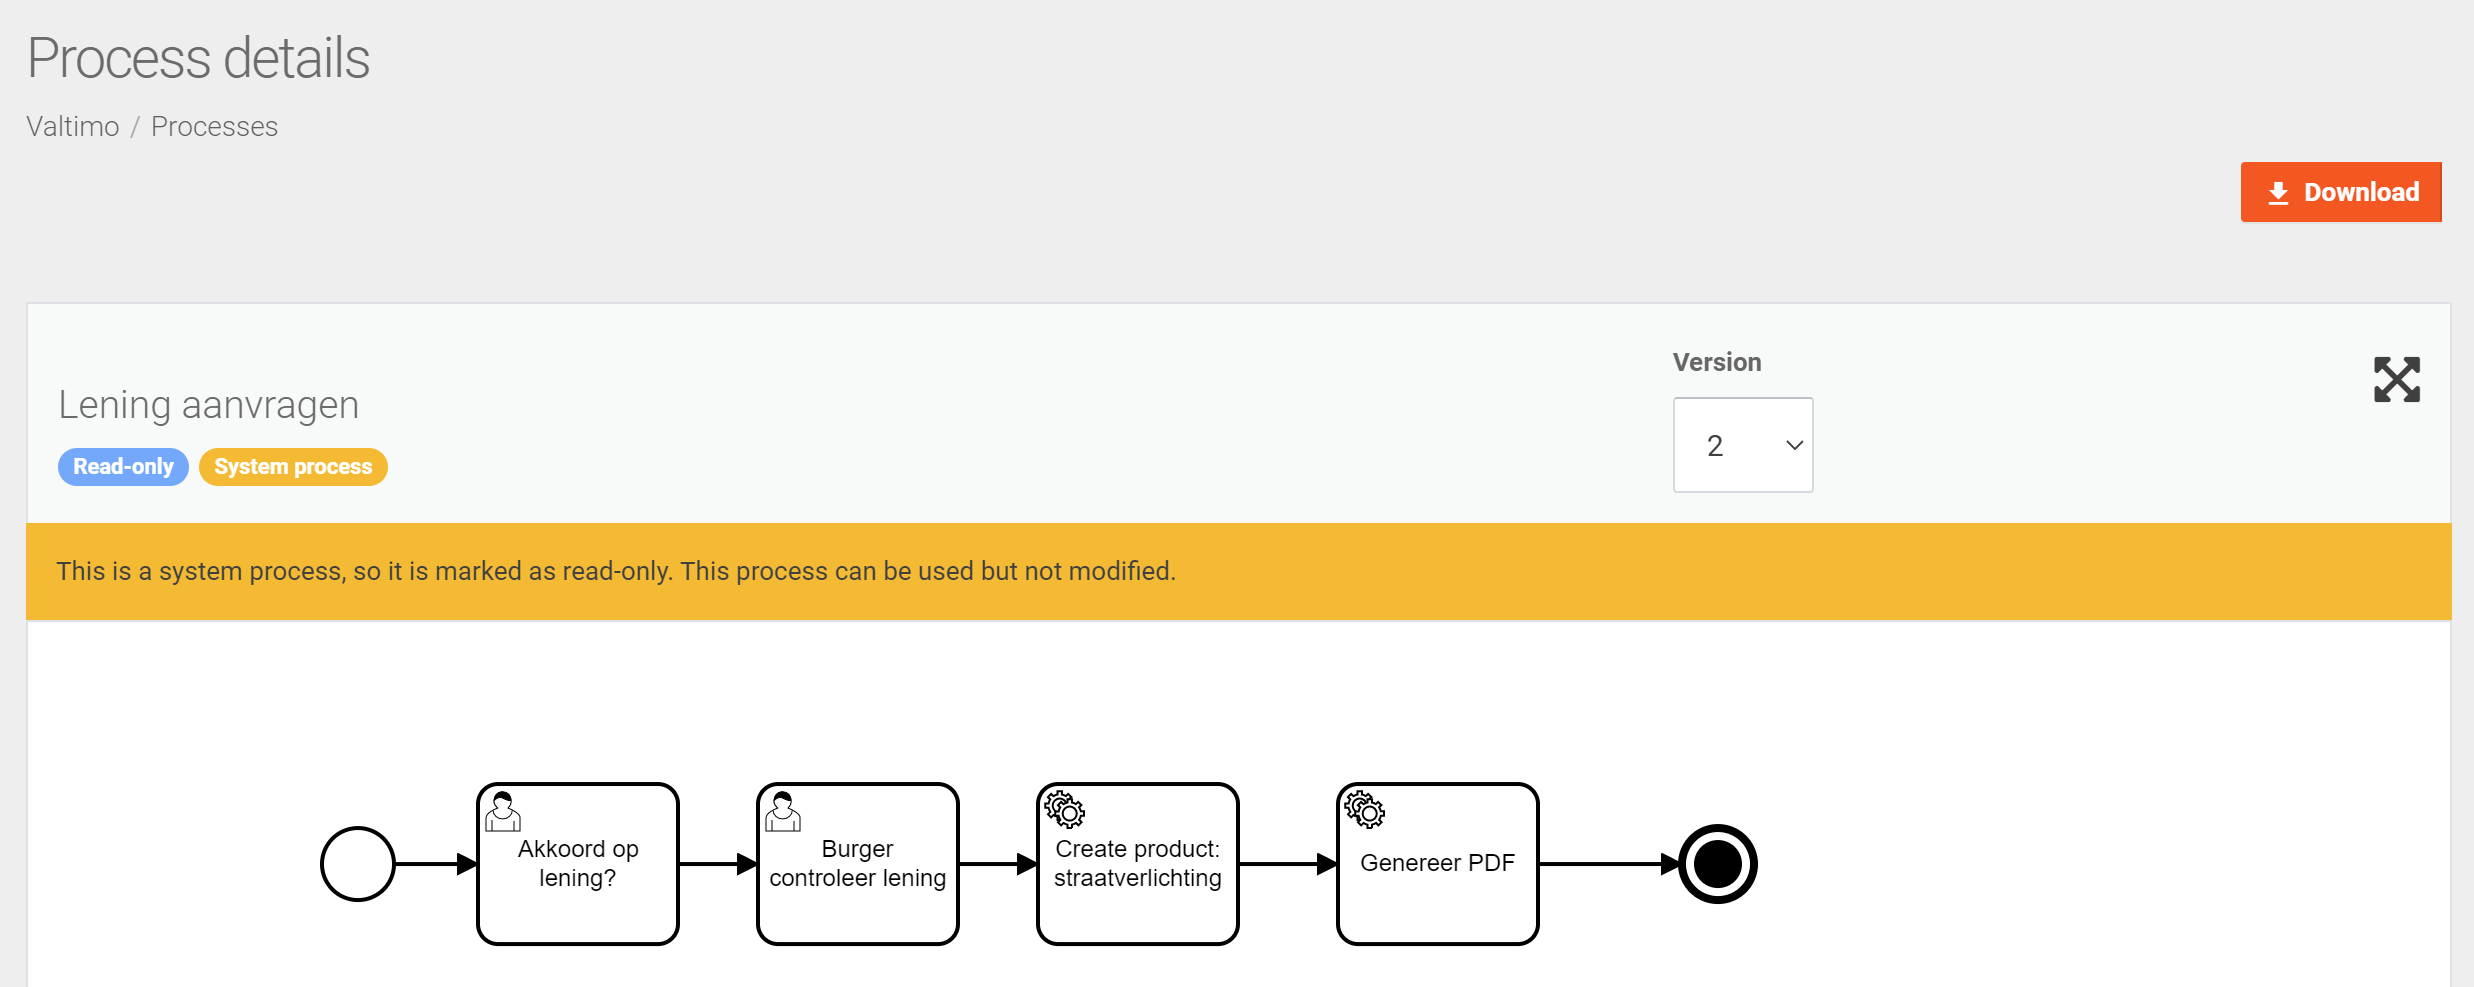 Process details
Valtimo / Processes
Download
Version
Lening aanvragen
2
Read-only System process
This is a system process, so it is marked as read-only. This process can be used but not modified.
Akkoord op
lening?
Burger
controleer lening
Create product:
straatverlichting
Genereer PDF